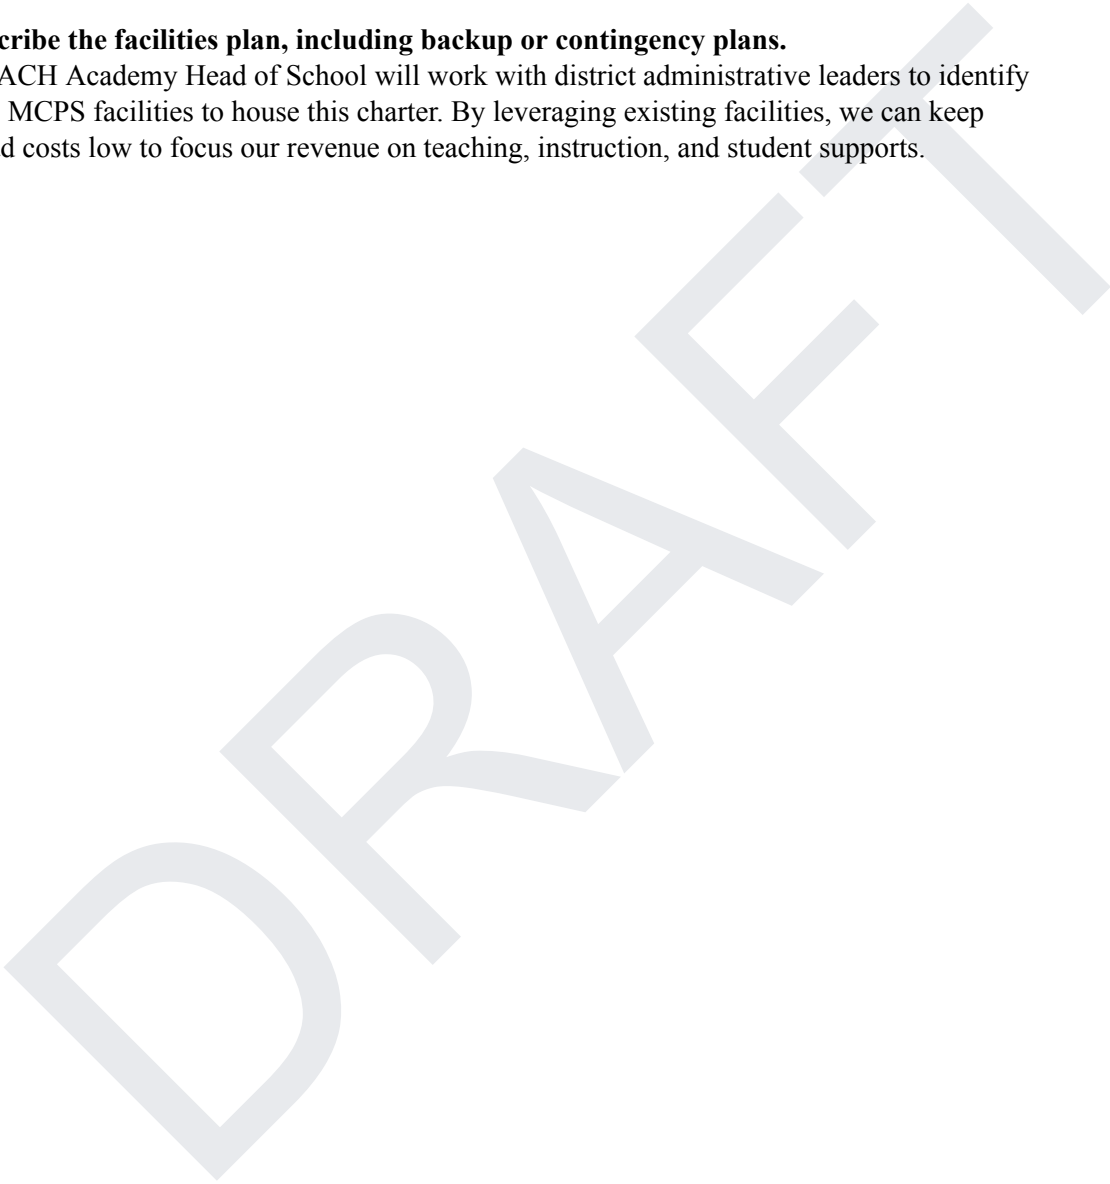 cribe the facilities plan, including backup or contingency plans.
ACH Academy Head of School will work with district administrative leaders to identify
MCPS facilities to house this charter. By leveraging existing facilities, we can keep
d costs low to focus our revenue on teaching, instruction, and student supports.
DRAFT